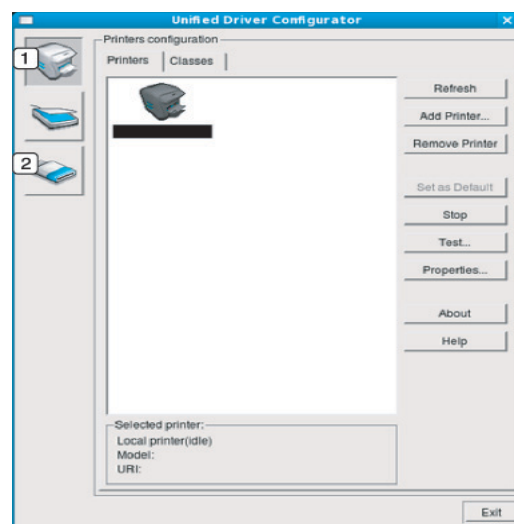 Unified Driver Configurator
Printers configuration
1
Printers
Classes
2
Refresh
Add Printer...
Remove Printer
Set as Default
Stop
Test...
Properties...
About
Help
Selected printer:
Local printer(idle)
Model:
URI:
Exit